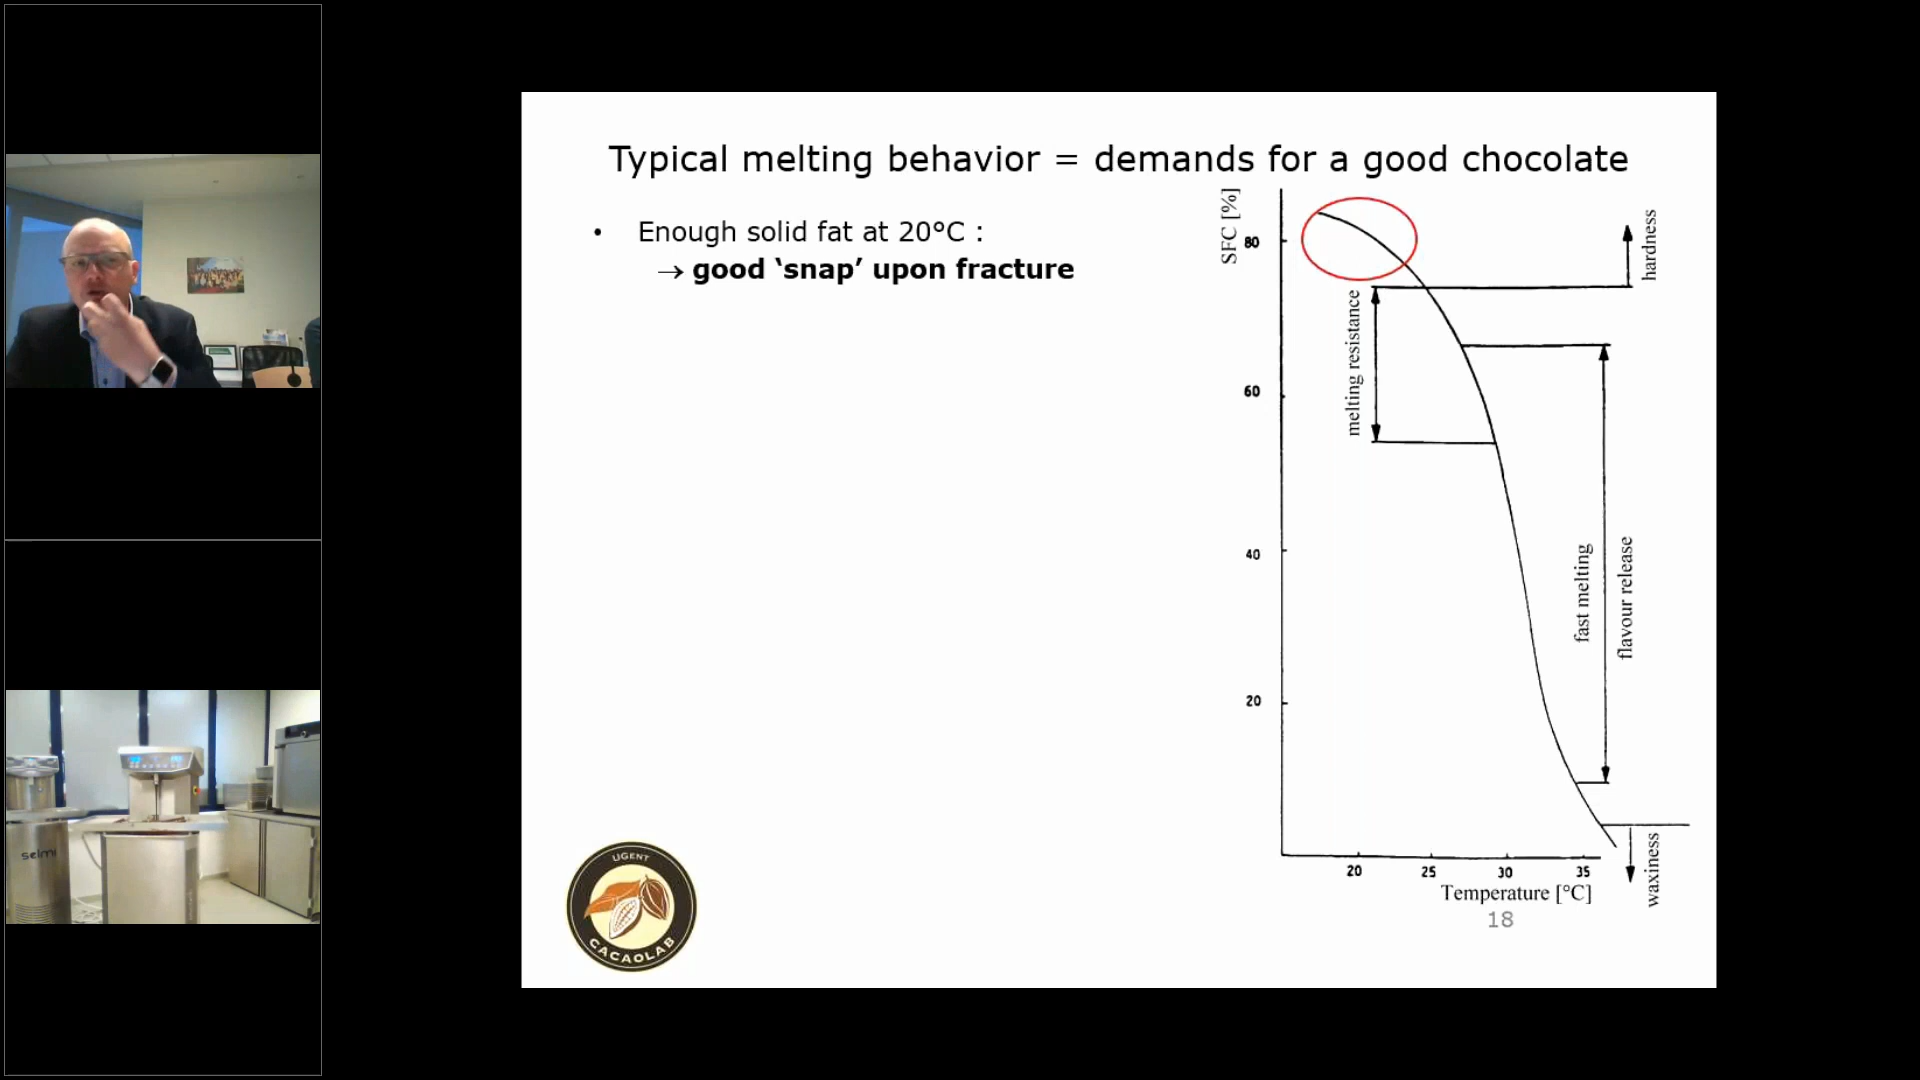 Typical melting behavior = demands for a good chocolate
• Enough solid fat at 20°C :
→ good ‘snap’ upon fracture
SFC [%]
80
60
40
20
hardness
melting resistance
fast melting
flavour release
waxiness
20 25 30 35
Temperature [°C]
18
UGENT
CACAOLAB
selmi